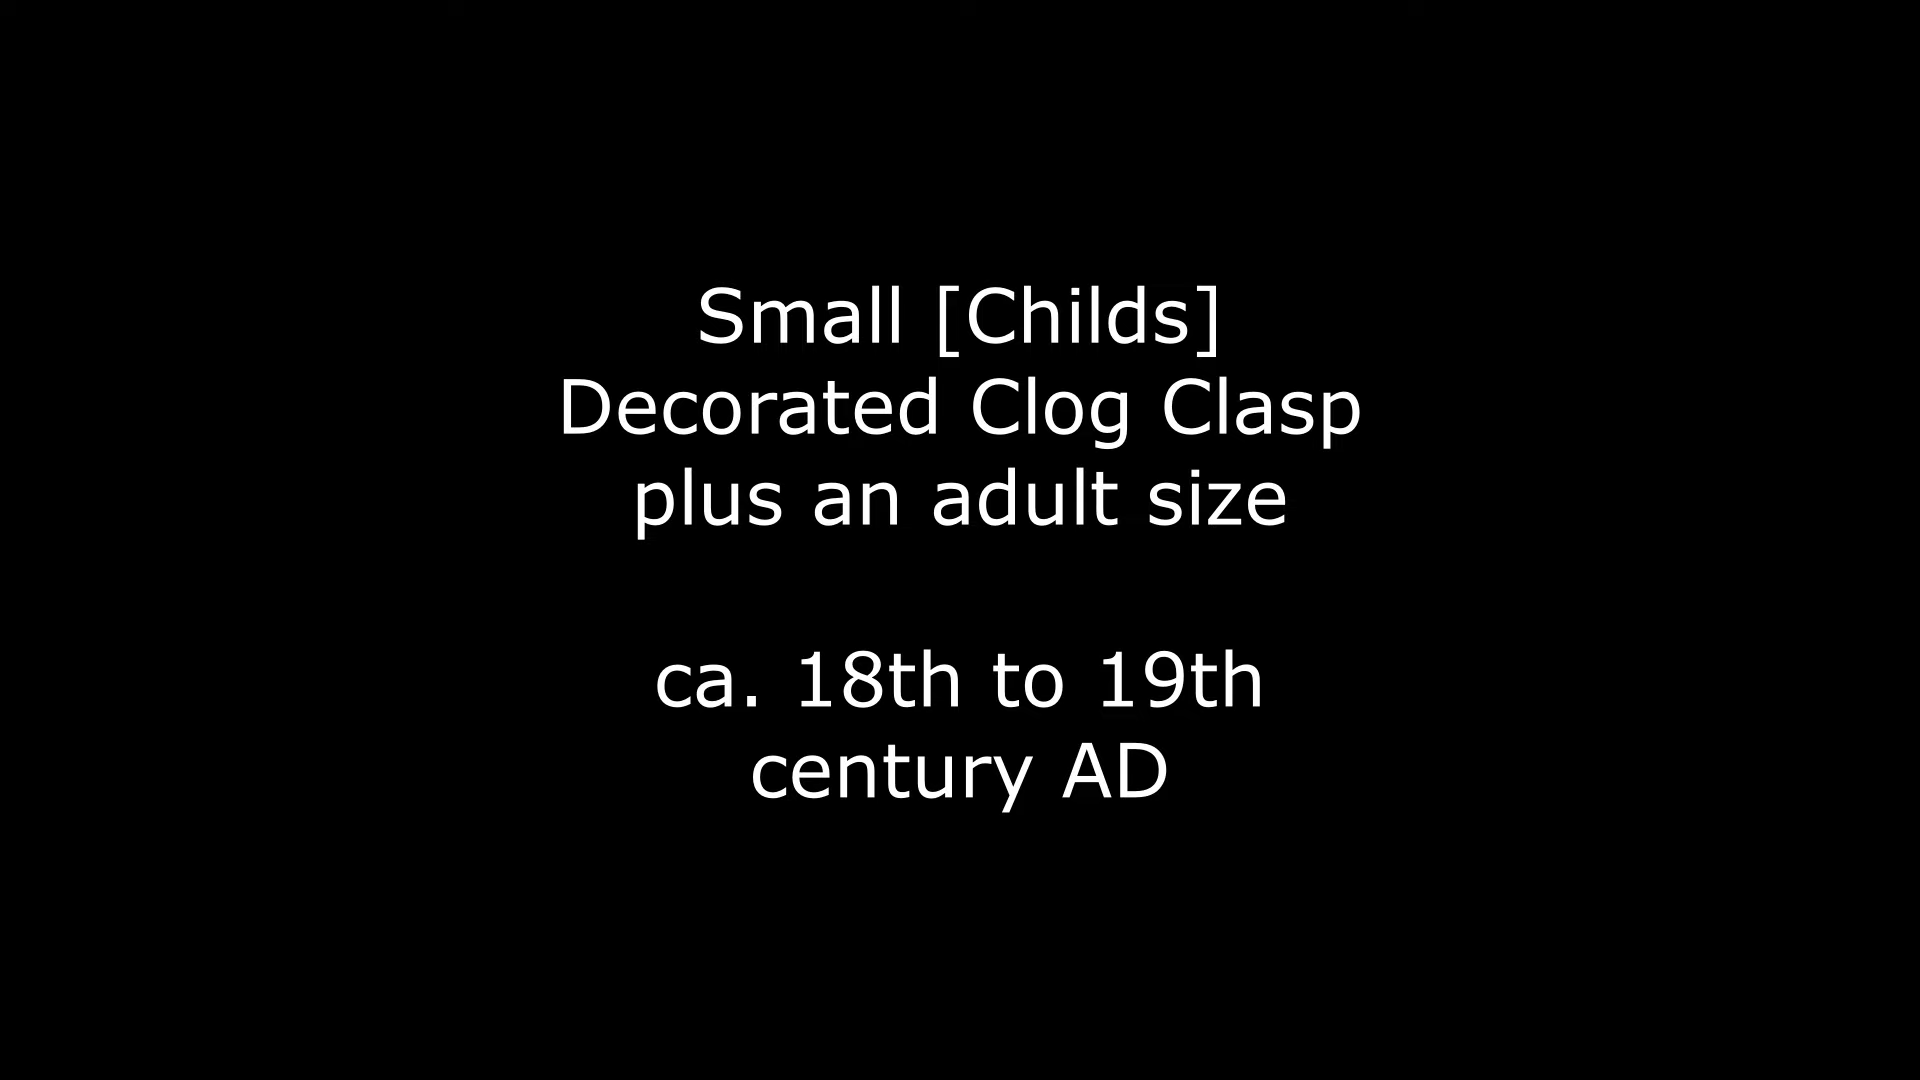 Small [Childs]
Decorated Clog Clasp
plus an adult size
ca. 18th to 19th
century AD